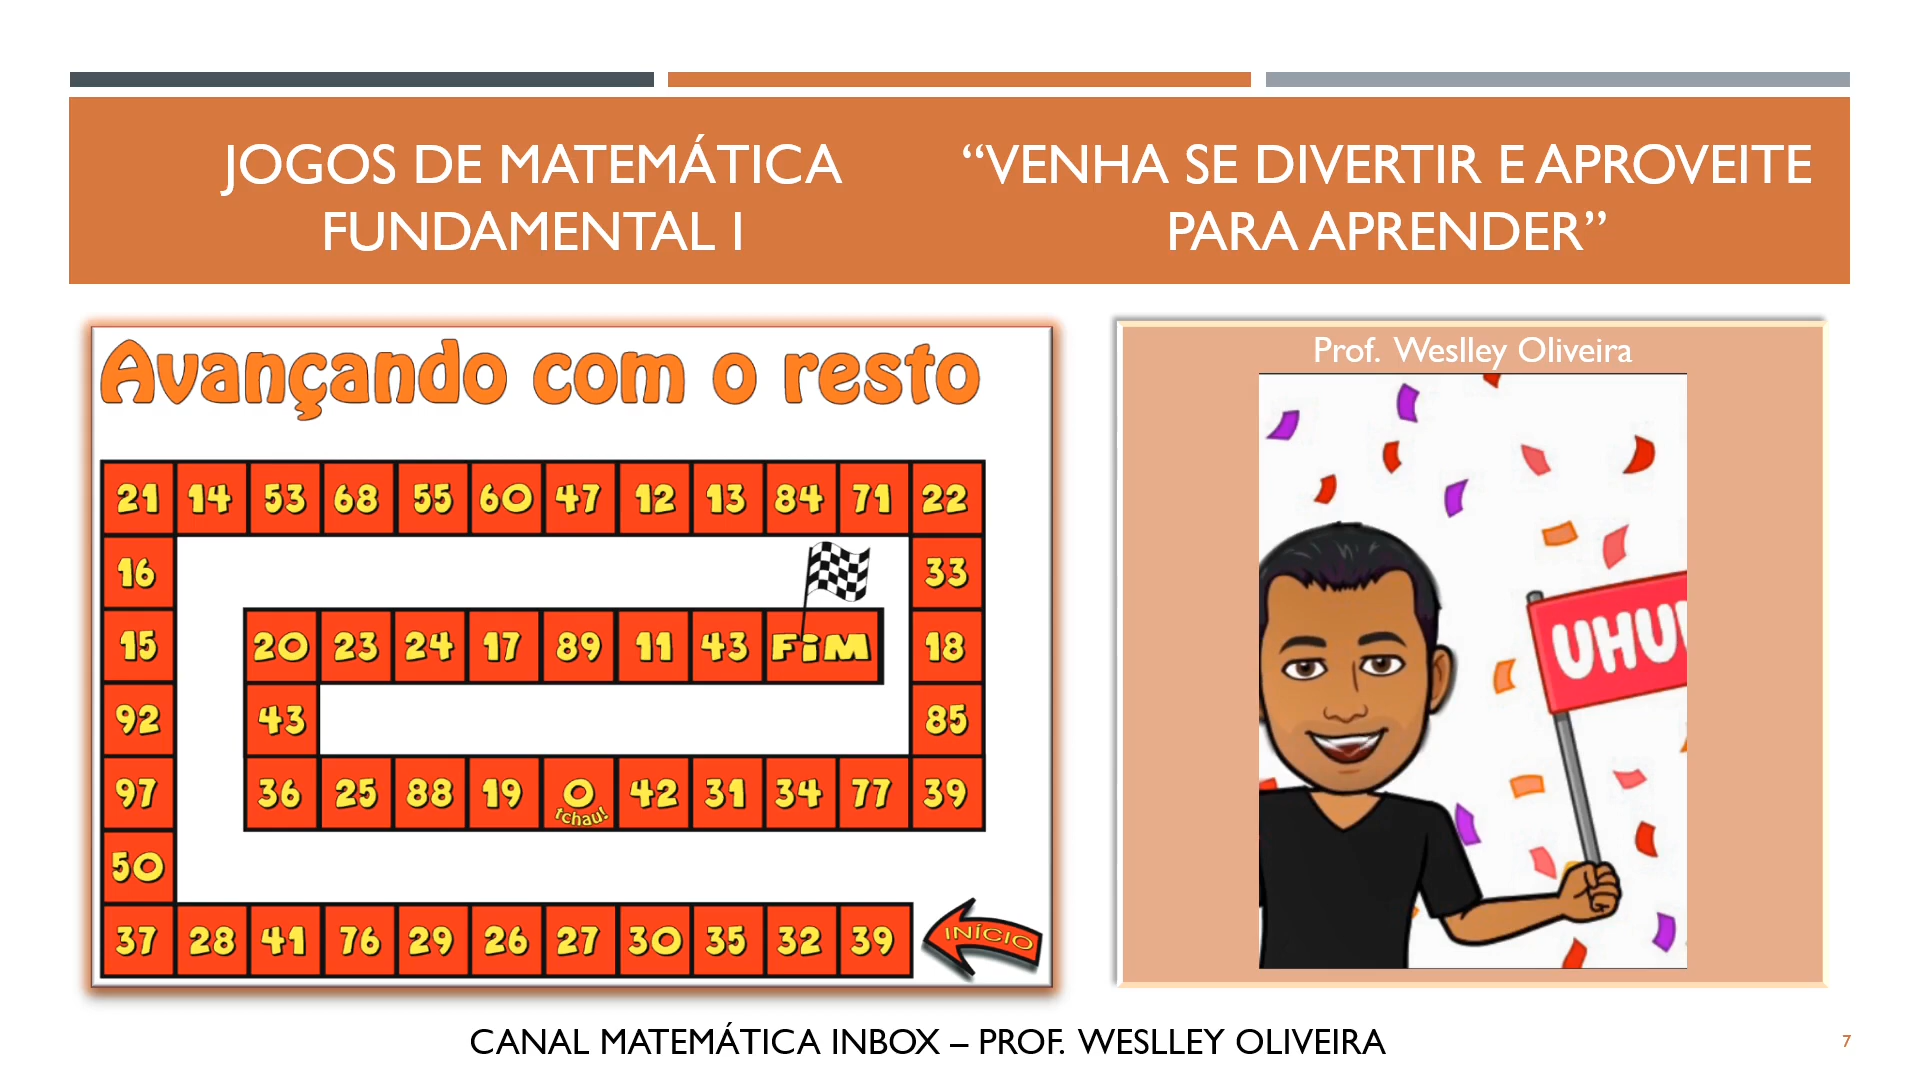 JOGOS DE MATEMÁTICA
FUNDAMENTAL I
“VENHA SE DIVERTIR E APROVEITE
PARA APRENDER”
Avançando com o resto
21 14 53 68 55 60 47 12 13 84 71 22
16 33
15 20 23 24 17 89 11 43 FiM 18
92 43 85
97 36 25 88 19 0 42 31 34 77 39
tchau!
50
37 28 41 76 29 26 27 30 35 32 39 INÍCIO
Prof. Weslley Oliveira
UHU
CANAL MATEMÁTICA INBOX – PROF. WESLLEY OLIVEIRA
7